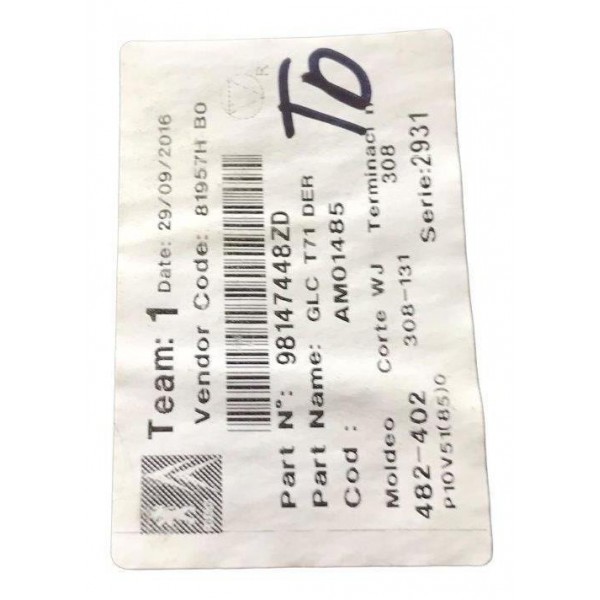 Team: 1 Date: 29/09/2016
Vendor Code: 81957H B0
R
TD
Part N°: 98147448ZD
Part Name: GLC T71 DER
Cod : AM01485
Moldeo Corte WJ Terminaci n
482-402 308-131 308
P10V51(85)0 Serie:2931